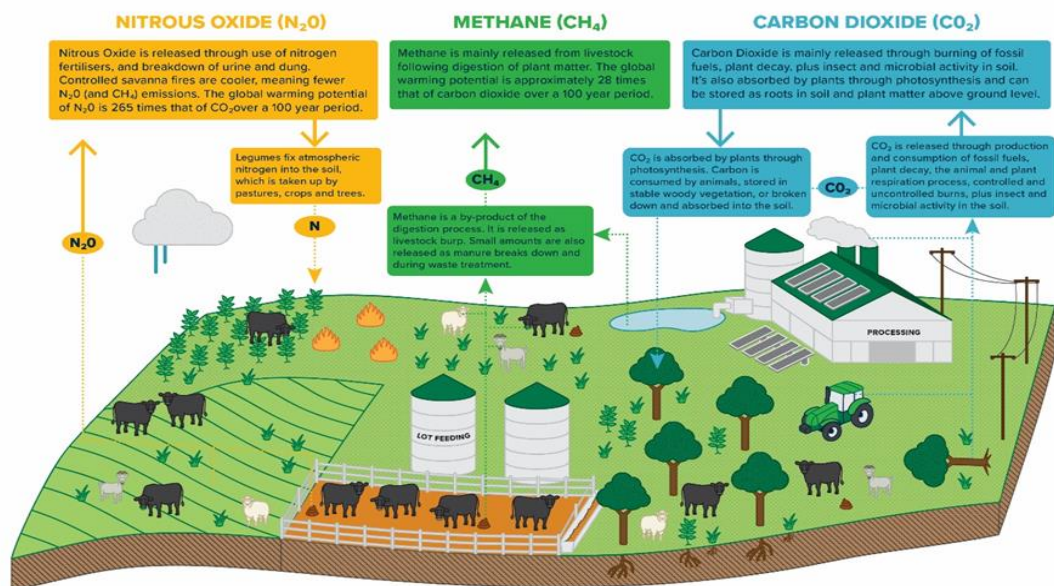 NITROUS OXIDE (N₂0)
Nitrous Oxide is released through use of nitrogen
fertilisers, and breakdown of urine and dung.
Controlled savanna fires are cooler, meaning fewer
N₂0 (and CH₄) emissions. The global warming potential
of N₂0 is 265 times that of CO₂over a 100 year period.
METHANE (CH₄)
Methane is mainly released from livestock
following digestion of plant matter. The global
warming potential is approximately 28 times
that of carbon dioxide over a 100 year period.
CARBON DIOXIDE (C0₂)
Carbon Dioxide is mainly released through burning of fossil
fuels, plant decay, plus insect and microbial activity in soil.
It's also absorbed by plants through photosynthesis and can
be stored as roots in soil and plant matter above ground level.
Legumes fix atmospheric
nitrogen into the soil,
which is taken up by
pastures, crops and trees.
N
N₂0
CH₄
Methane is a by-product of the
digestion process. It is released as
livestock burp. Small amounts are also
released as manure breaks down and
during waste treatment.
CO₂ is absorbed by plants through
photosynthesis. Carbon is
consumed by animals, stored in
stable woody vegetation, or broken
down and absorbed into the soil.
C0₂
CO₂ is released through production
and consumption of fossil fuels,
plant decay, the animal and plant
respiration process, controlled and
uncontrolled burns, plus insect and
microbial activity in the soil.
PROCESSING
LOT FEEDING